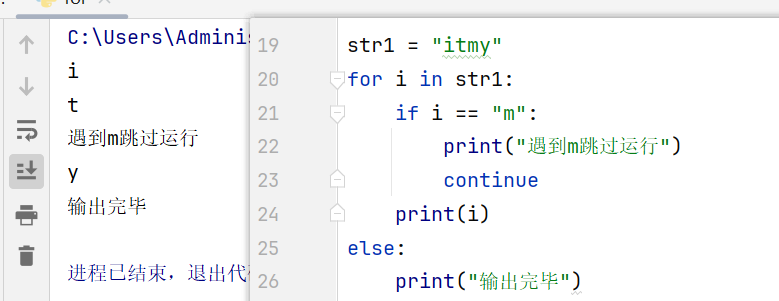 C:\Users\Adminis
i
t
遇到m跳过运行
y
输出完毕
进程已结束，退出代
19 str1 = "itmy"
20 for i in str1:
21 if i == "m":
22 print("遇到m跳过运行")
23 continue
24 print(i)
25 else:
26 print("输出完毕")